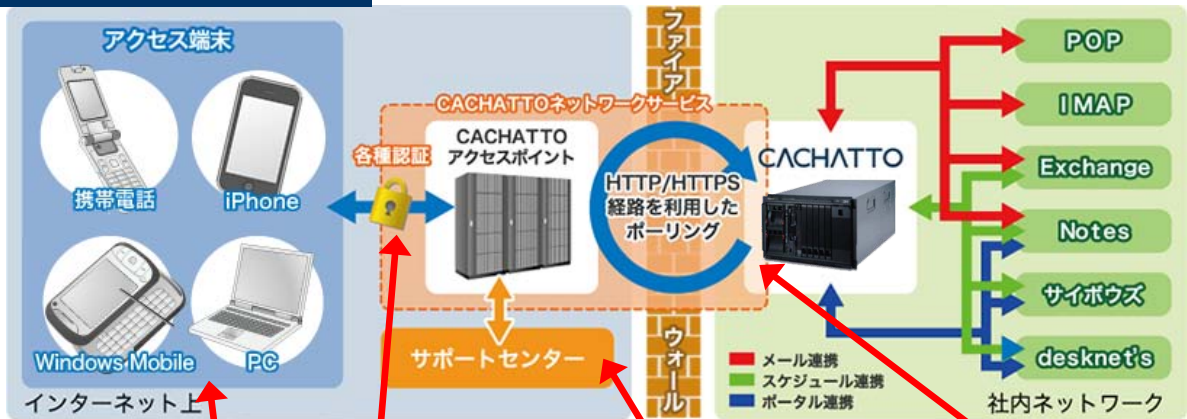 アクセス端末
携帯電話
iPhone
Windows Mobile
PC
インターネット上
各種認証
CACHATTOネットワークサービス
CACHATTO
アクセスポイント
サポートセンター
ファイア
ウォール
HTTP/HTTPS
経路を利用した
ポーリング
CACHATTO
メール連携
スケジュール連携
ポータル連携
POP
IMAP
Exchange
Notes
サイボウズ
desknet's
社内ネットワーク